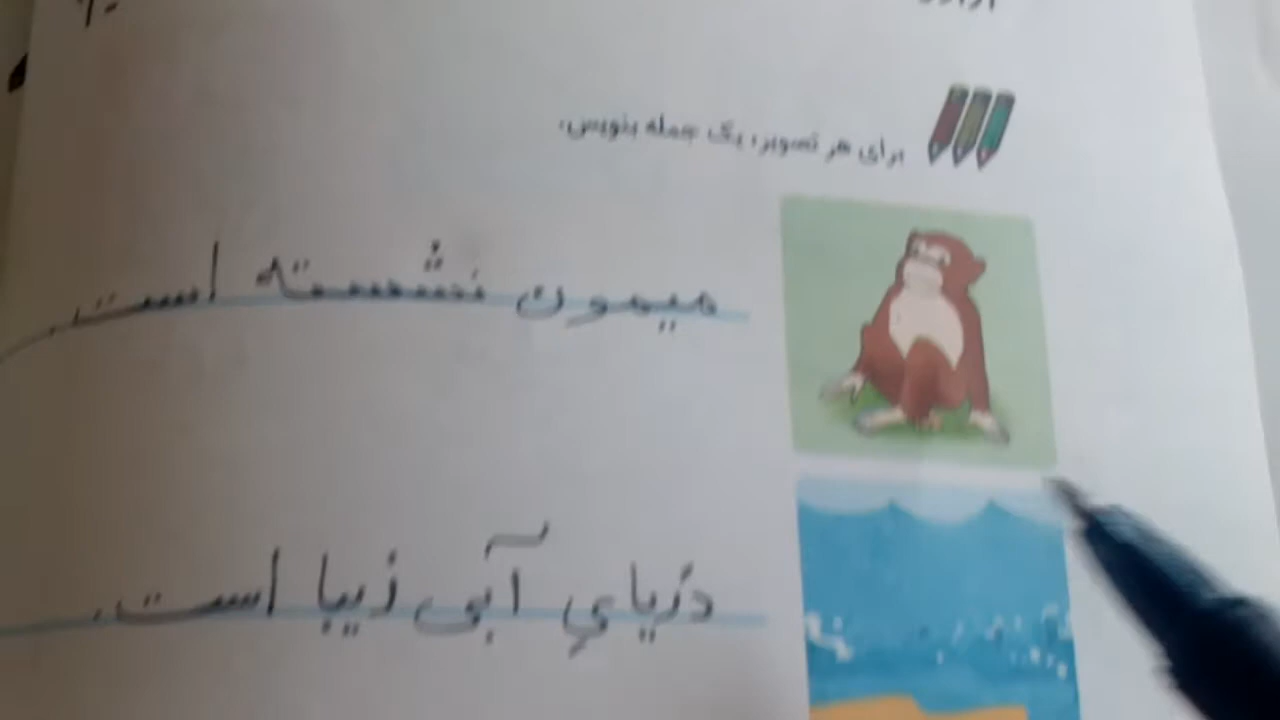 برای هر تصویر، یک جمله بنویس.
میمون نشسته است.
دریایِ آبی زیبا است.